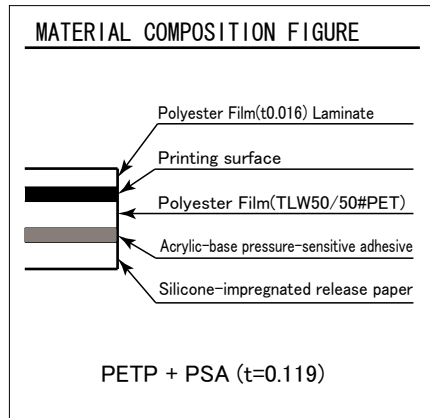 MATERIAL COMPOSITION FIGURE
Polyester Film(t0.016) Laminate
Printing surface
Polyester Film(TLW50/50#PET)
Acrylic-base pressure-sensitive adhesive
Silicone-impregnated release paper
PETP + PSA (t=0.119)